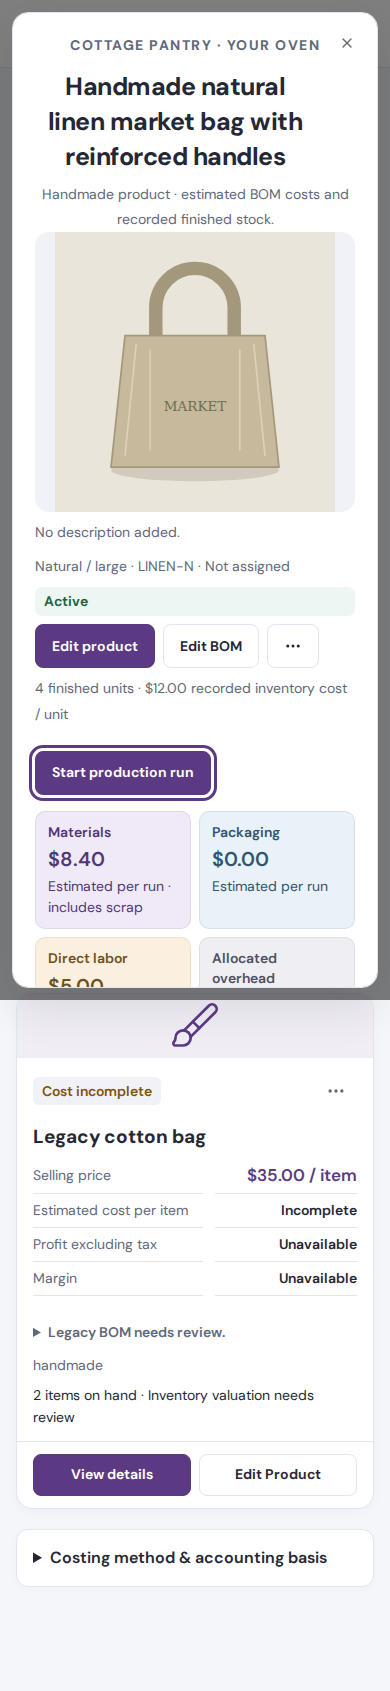 COTTAGE PANTRY · YOUR OVEN
×
Handmade natural
linen market bag with
reinforced handles
Handmade product · estimated BOM costs and
recorded finished stock.
MARKET
No description added.
Natural / large · LINEN-N · Not assigned
Active
Edit product
Edit BOM
···
4 finished units · $12.00 recorded inventory cost
/ unit
Start production run
Materials
$8.40
Estimated per run ·
includes scrap
Packaging
$0.00
Estimated per run
Direct labor
$5.00
Allocated
overhead
Cost incomplete
···
Legacy cotton bag
Selling price
$35.00 / item
Estimated cost per item
Incomplete
Profit excluding tax
Unavailable
Margin
Unavailable
Legacy BOM needs review.
handmade
2 items on hand · Inventory valuation needs
review
View details
Edit Product
Costing method & accounting basis